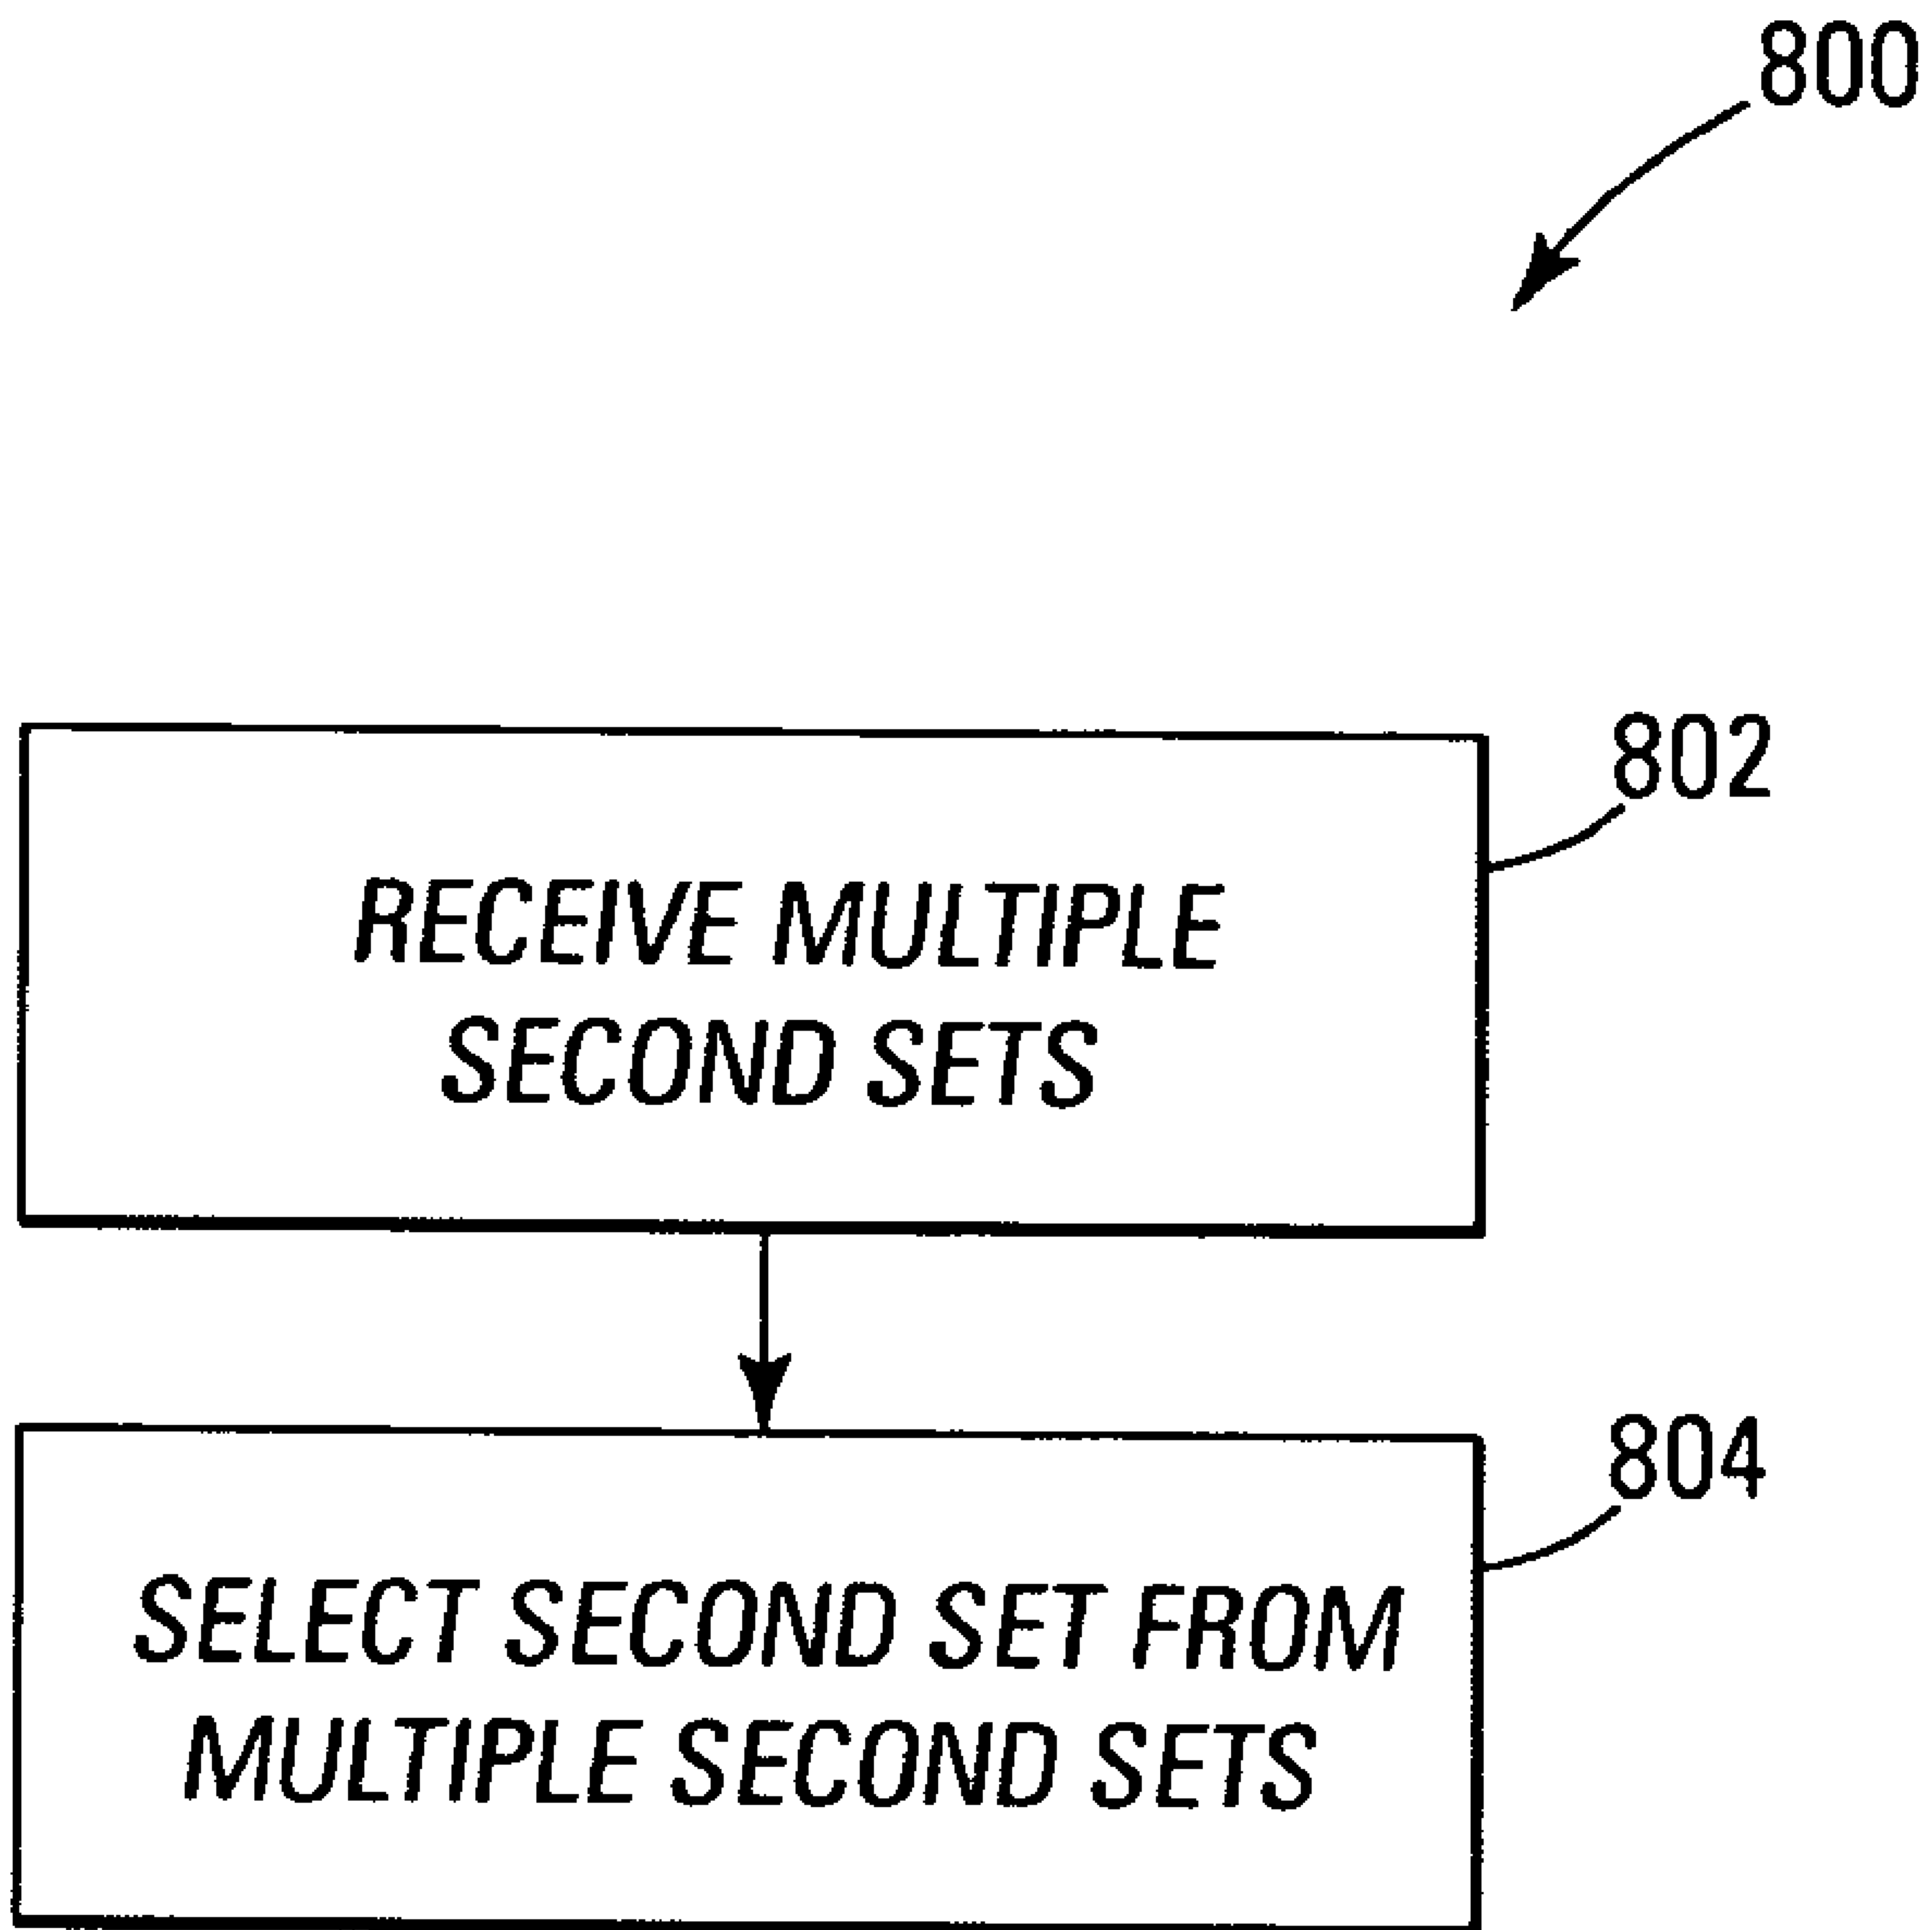 800
802
RECEIVE MULTIPLE
SECOND SETS
804
SELECT SECOND SET FROM
MULTIPLE SECOND SETS